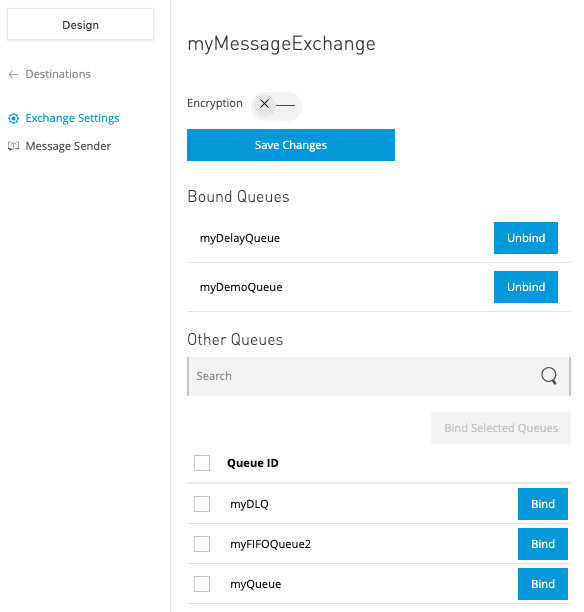 Design
Destinations
Exchange Settings
Message Sender
myMessageExchange
Encryption
Save Changes
Bound Queues
myDelayQueue Unbind
myDemoQueue Unbind
Other Queues
Search
Bind Selected Queues
Queue ID
myDLQ Bind
myFIFOQueue2 Bind
myQueue Bind